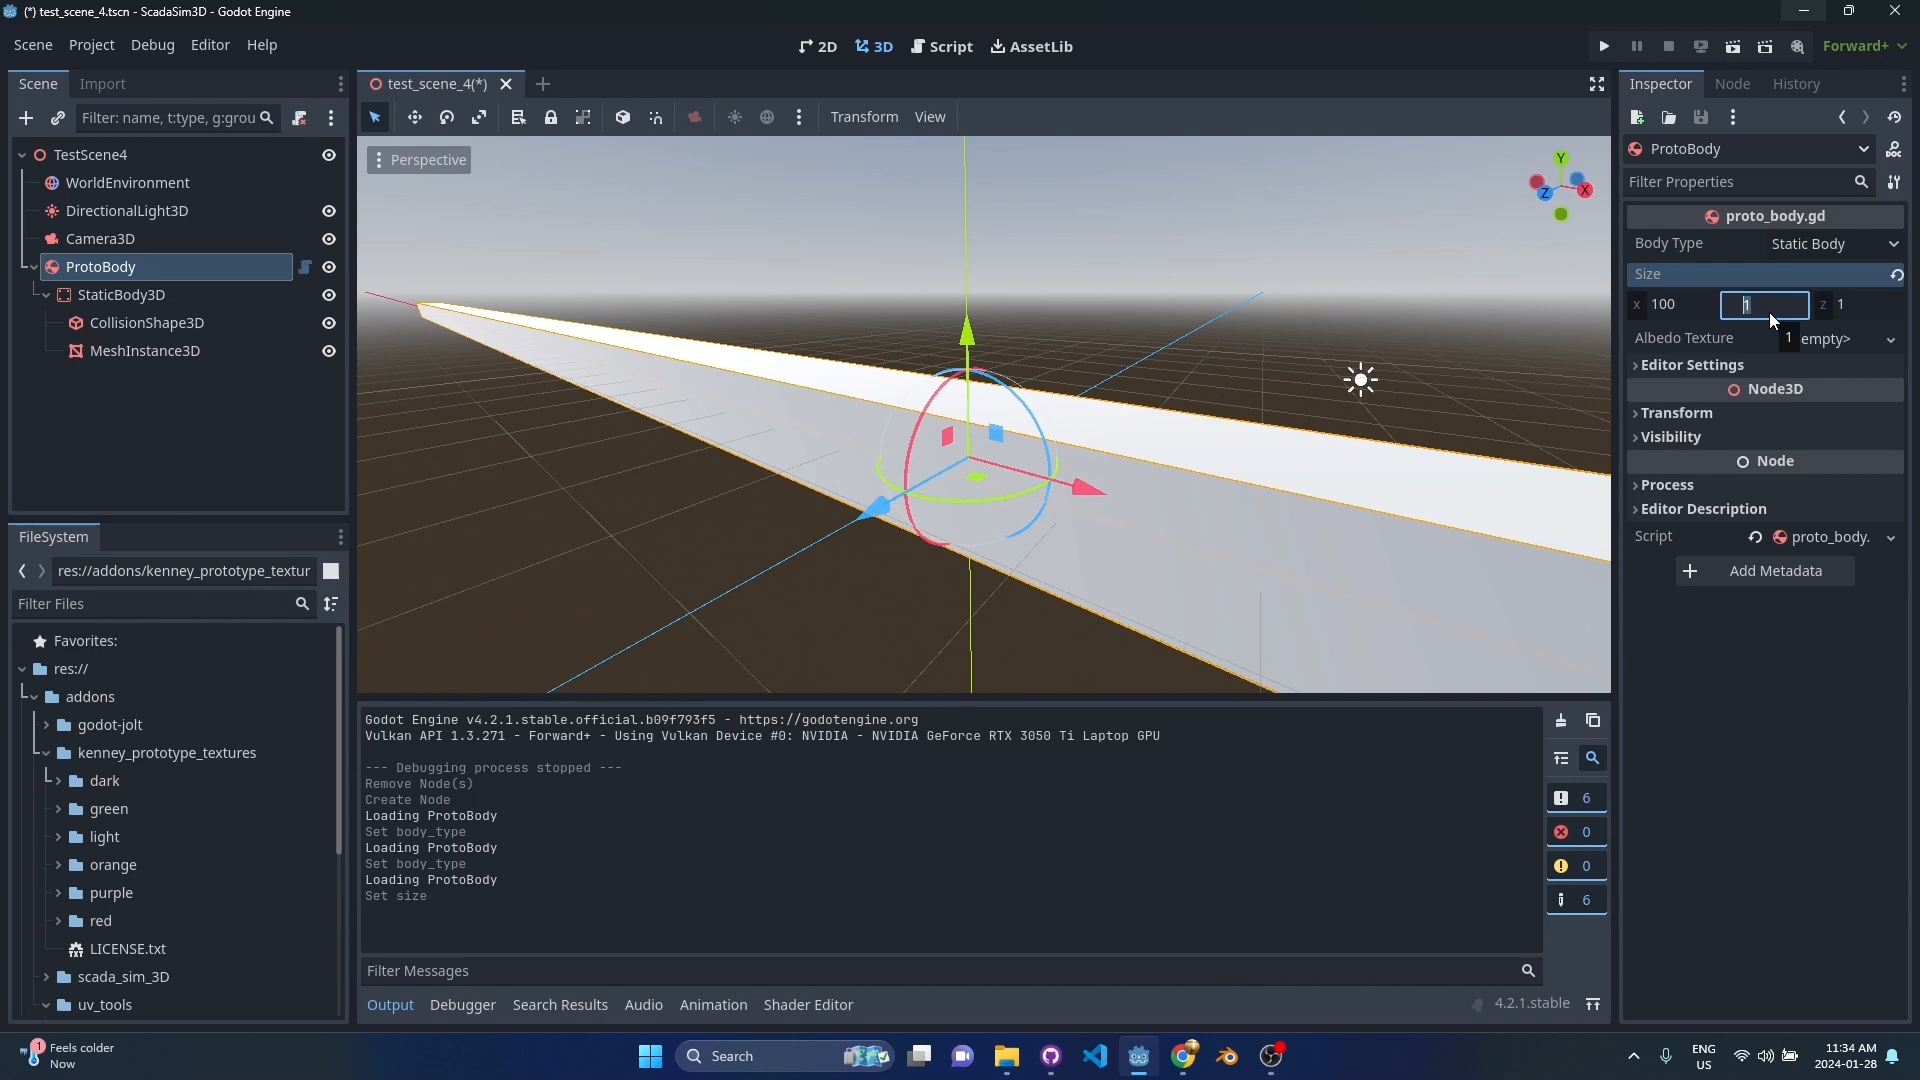 (*) test_scene_4.tscn - ScadaSim3D - Godot Engine
Scene Project Debug Editor Help
2D 3D Script AssetLib
Forward+
Scene Import
test_scene_4(*)
Inspector Node History
Filter: name, t:type, g:grou
Transform View
TestScene4
WorldEnvironment
DirectionalLight3D
Camera3D
ProtoBody
StaticBody3D
CollisionShape3D
MeshInstance3D
Perspective
Y
Z X
ProtoBody
Filter Properties
proto_body.gd
Body Type Static Body
Size
x 100 1 z 1
Albedo Texture 1 empty>
Editor Settings
Node3D
Transform
Visibility
Node
Process
Editor Description
Script proto_body.
Add Metadata
FileSystem
res://addons/kenney_prototype_textur
Filter Files
Favorites:
res://
addons
godot-jolt
kenney_prototype_textures
dark
green
light
orange
purple
red
LICENSE.txt
scada_sim_3D
uv_tools
Godot Engine v4.2.1.stable.official.b09f793f5 - https://godotengine.org
Vulkan API 1.3.271 - Forward+ - Using Vulkan Device #0: NVIDIA - NVIDIA GeForce RTX 3050 Ti Laptop GPU
--- Debugging process stopped ---
Remove Node(s)
Create Node
Loading ProtoBody
Set body_type
Loading ProtoBody
Set body_type
Loading ProtoBody
Set size
6
0
0
6
Filter Messages
Output Debugger Search Results Audio Animation Shader Editor
4.2.1.stable
1
Feels colder
Now
Search
ENG
US
11:34 AM
2024-01-28